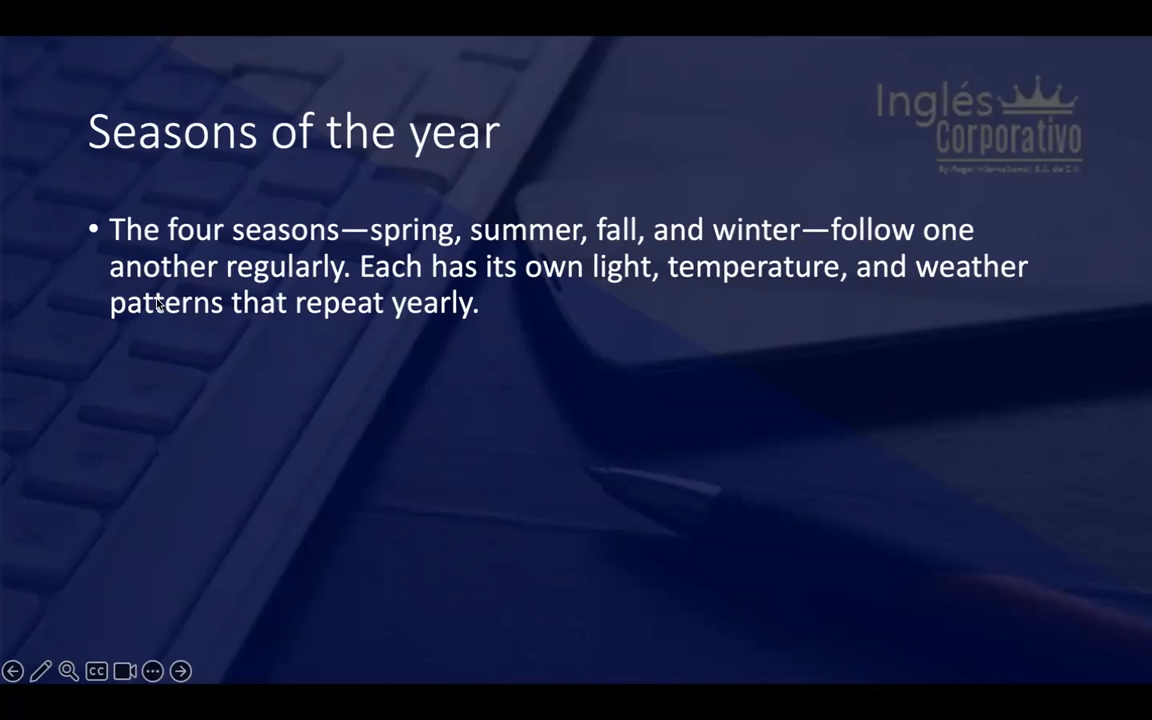 Inglés
Corporativo
Seasons of the year
• The four seasons—spring, summer, fall, and winter—follow one
another regularly. Each has its own light, temperature, and weather
patterns that repeat yearly.
CC